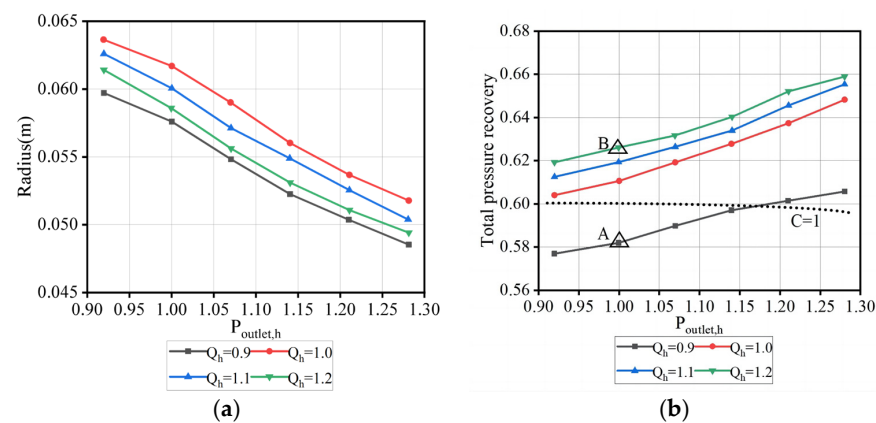 0.065
0.060
0.055
0.050
0.045
Radius(m)
0.90 0.95 1.00 1.05 1.10 1.15 1.20 1.25 1.30
Poutlet,h
Qh=0.9 Qh=1.0
Qh=1.1 Qh=1.2
(a)
0.68
0.66
0.64
0.62
0.60
0.58
0.56
Total pressure recovery
B
A
C=1
0.90 0.95 1.00 1.05 1.10 1.15 1.20 1.25 1.30
Poutlet,h
Qh=0.9 Qh=1.0
Qh=1.1 Qh=1.2
(b)